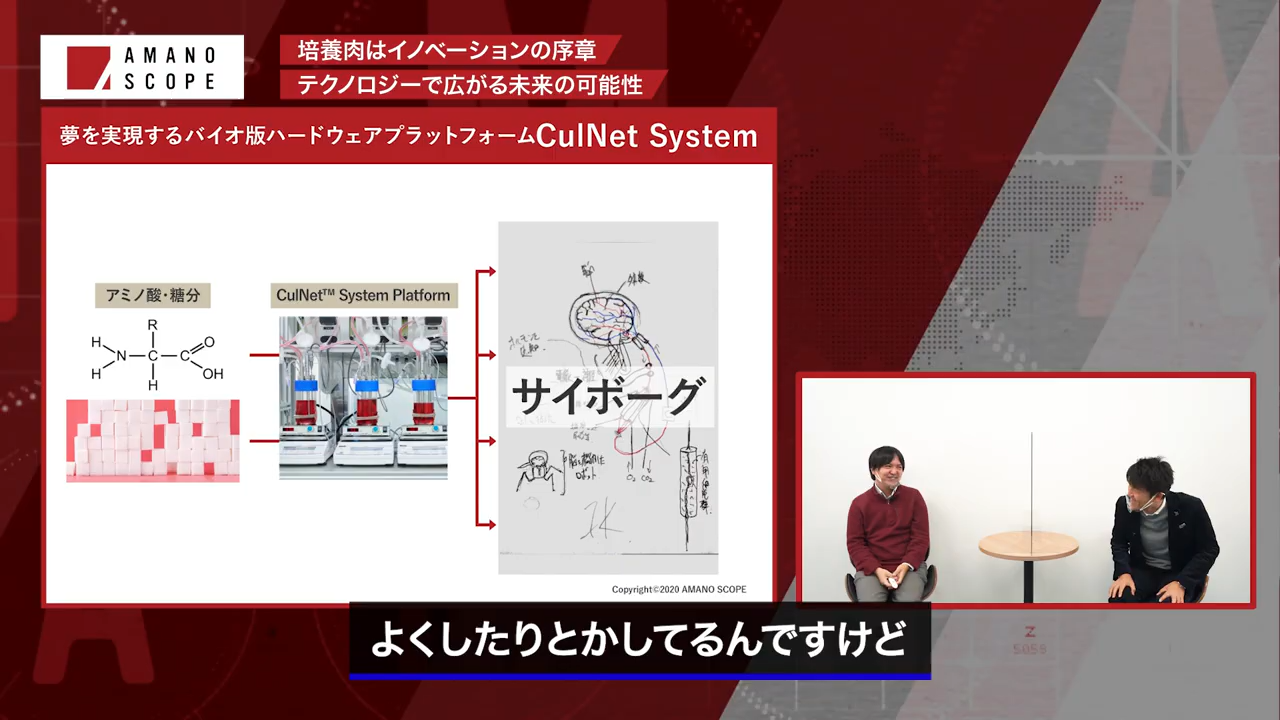 AMANO
SCOPE
培養肉はイノベーションの序章
テクノロジーで広がる未来の可能性
夢を実現するバイオ版ハードウェアプラットフォームCulNet System
アミノ酸・糖分
CulNet™ System Platform
R
H
N
C
C
O
H
OH
H
サイボーグ
O₂ CO₂
Copyright©2020 AMANO SCOPE
よくしたりとかしてるんですけど
Z
5059